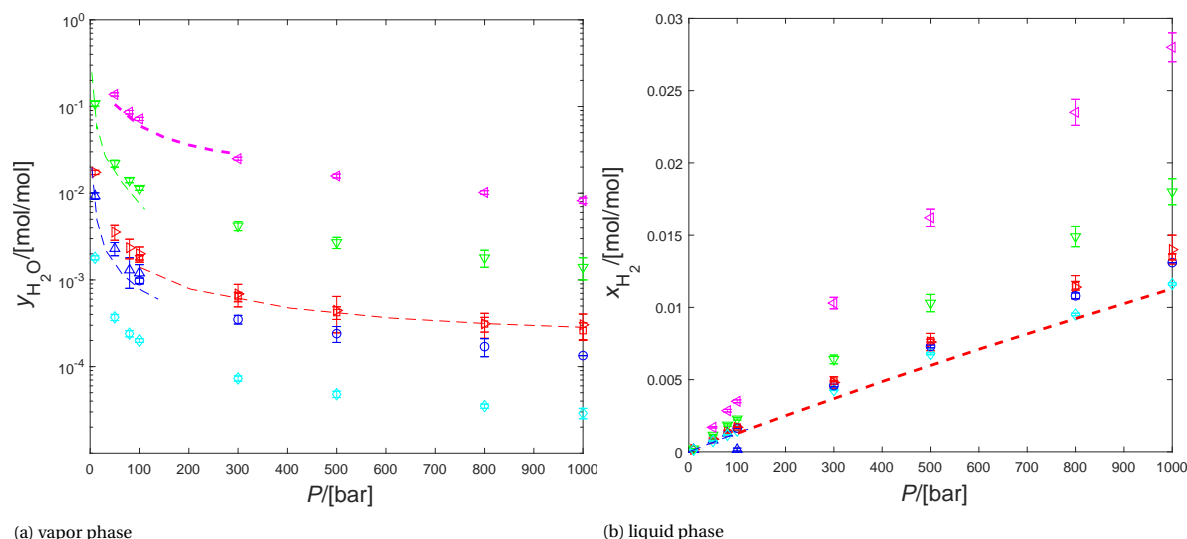 10^0
10^-1
10^-2
10^-3
10^-4
y_H2O/[mol/mol]
0 100 200 300 400 500 600 700 800 900 1000
P/[bar]
(a) vapor phase
0.03
0.025
0.02
0.015
0.01
0.005
0
x_H2/[mol/mol]
0 100 200 300 400 500 600 700 800 900 1000
P/[bar]
(b) liquid phase